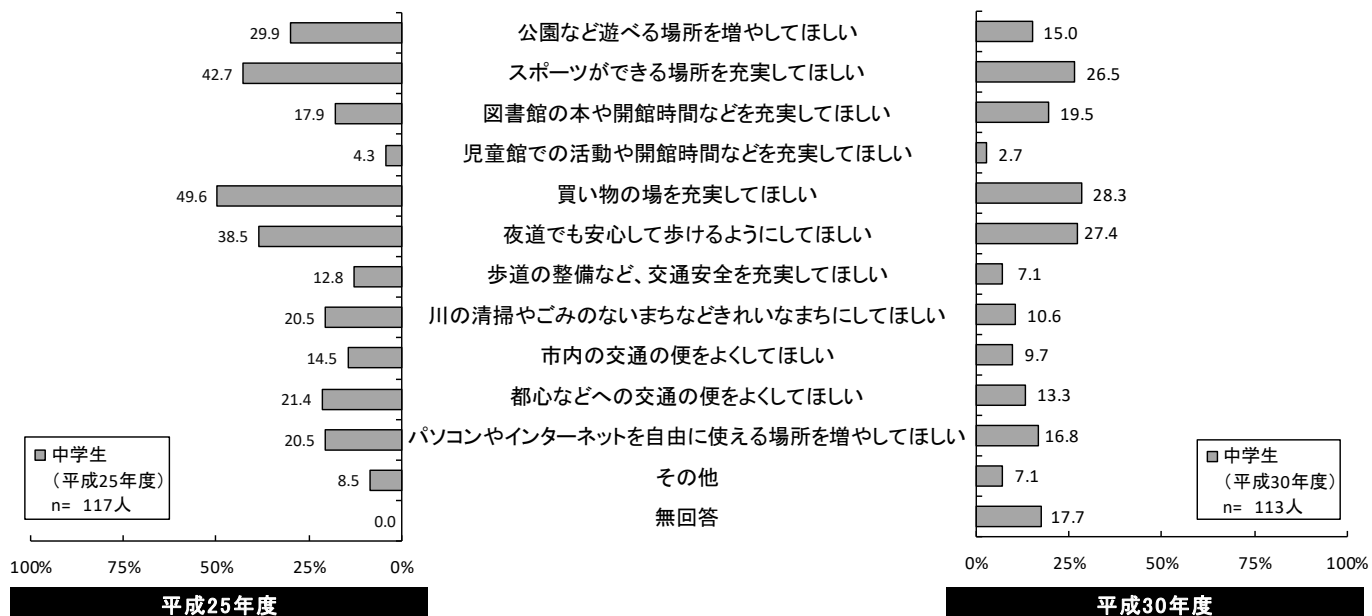 29.9 公園など遊べる場所を増やしてほしい 15.0
42.7 スポーツができる場所を充実してほしい 26.5
17.9 図書館の本や開館時間などを充実してほしい 19.5
4.3 児童館での活動や開館時間などを充実してほしい 2.7
49.6 買い物の場を充実してほしい 28.3
38.5 夜道でも安心して歩けるようにしてほしい 27.4
12.8 歩道の整備など、交通安全を充実してほしい 7.1
20.5 川の清掃やごみのないまちなどきれいなまちにしてほしい 10.6
14.5 市内の交通の便をよくしてほしい 9.7
21.4 都心などへの交通の便をよくしてほしい 13.3
20.5 パソコンやインターネットを自由に使える場所を増やしてほしい 16.8
8.5 その他 7.1
0.0 無回答 17.7
中学生
(平成25年度)
n= 117人
中学生
(平成30年度)
n= 113人
100% 75% 50% 25% 0%
0% 25% 50% 75% 100%
平成25年度
平成30年度